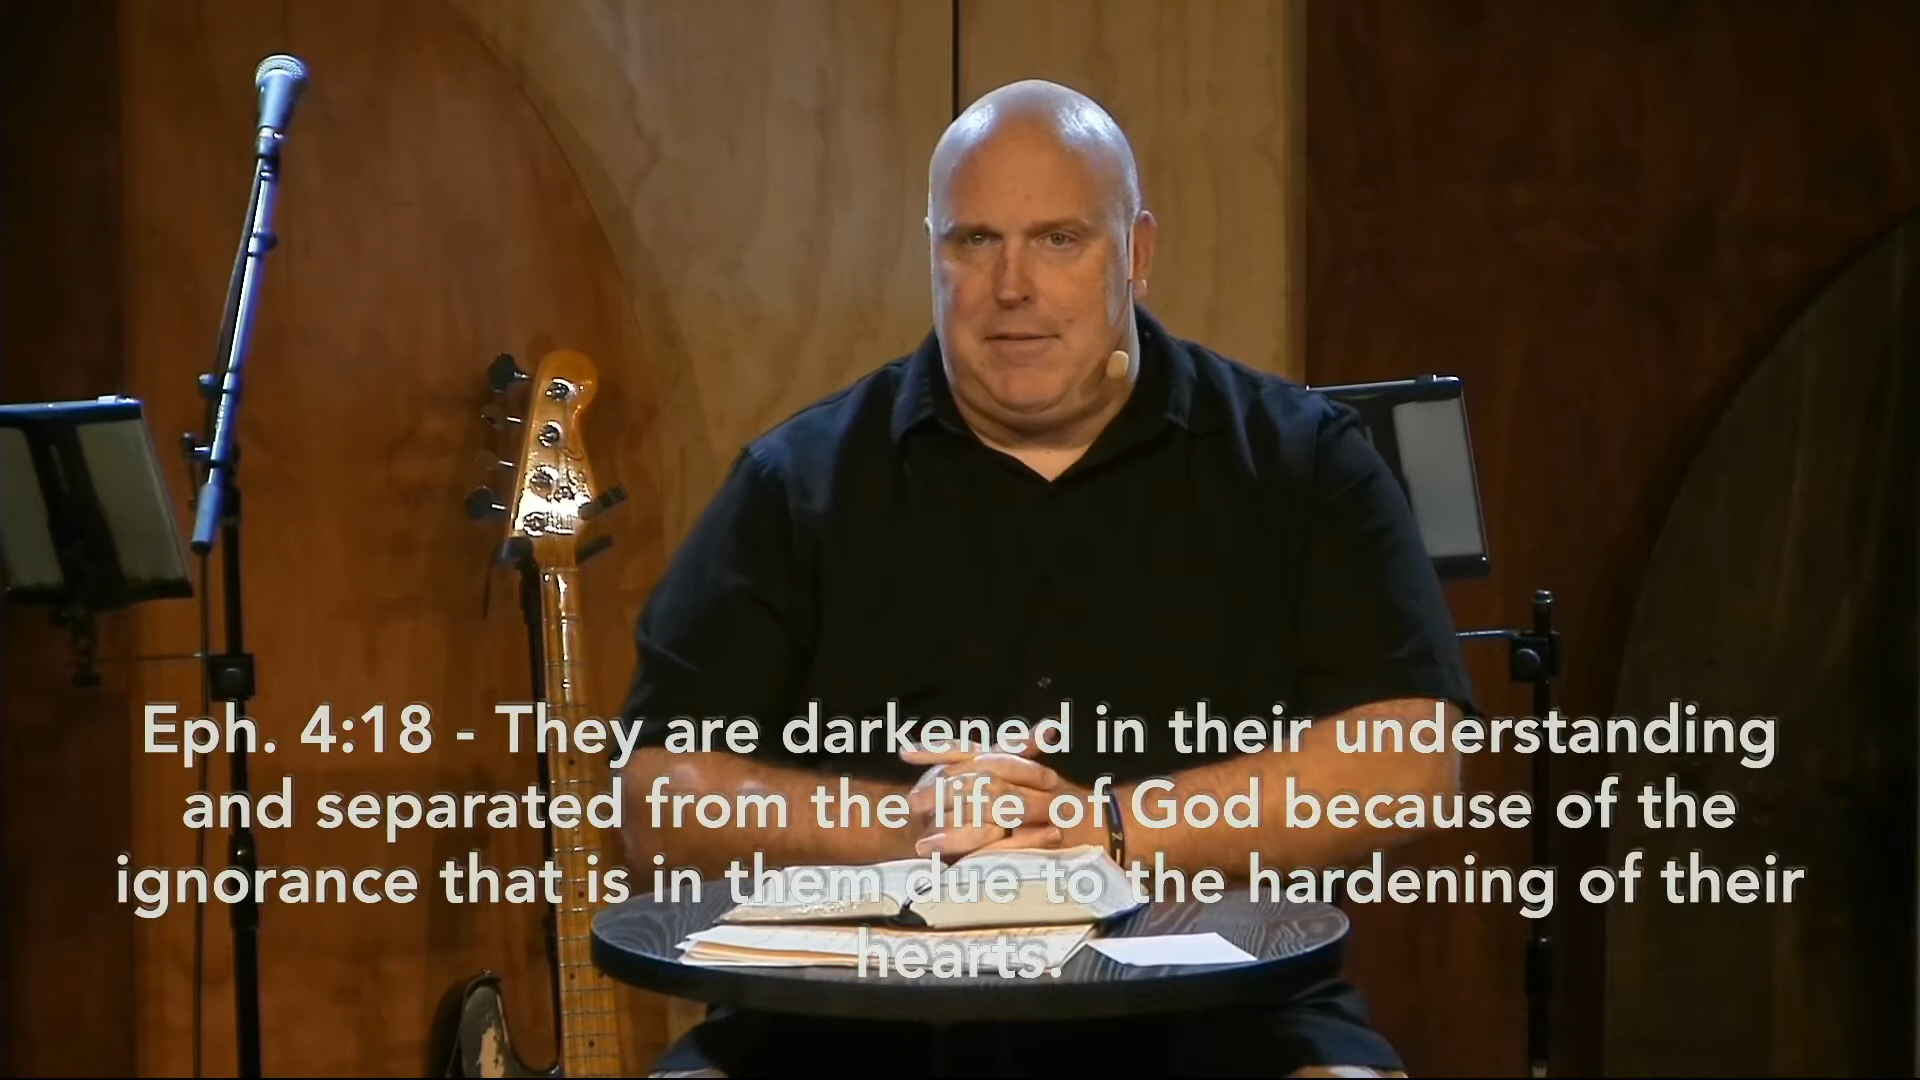 Eph. 4:18 - They are darkened in their understanding
and separated from the life of God because of the
ignorance that is in them due to the hardening of their
hearts.